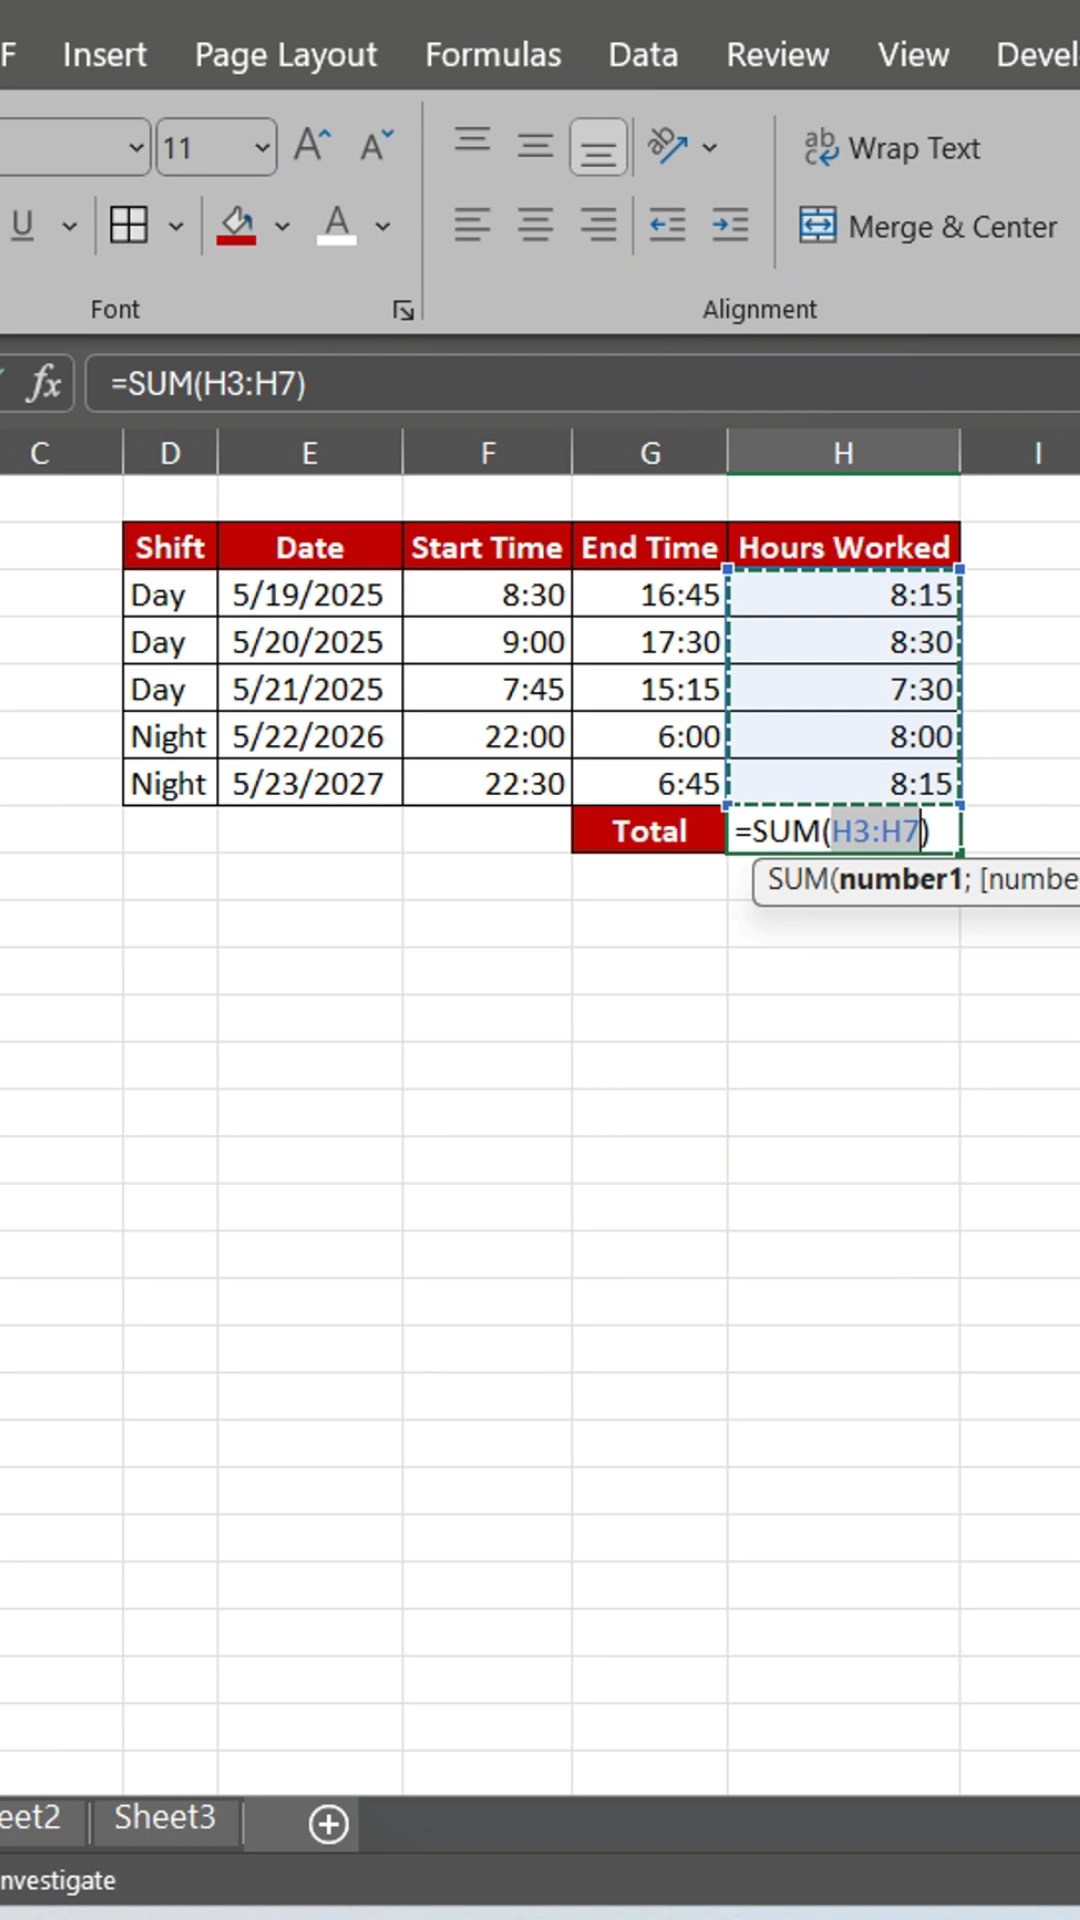 F Insert Page Layout Formulas Data Review View Devel
11 A A ab Wrap Text
U A Merge & Center
Font Alignment
fx =SUM(H3:H7)
C D E F G H I
Shift Date Start Time End Time Hours Worked
Day 5/19/2025 8:30 16:45 8:15
Day 5/20/2025 9:00 17:30 8:30
Day 5/21/2025 7:45 15:15 7:30
Night 5/22/2026 22:00 6:00 8:00
Night 5/23/2027 22:30 6:45 8:15
Total =SUM(H3:H7)
SUM(number1; [numbe
eet2 Sheet3
nvestigate